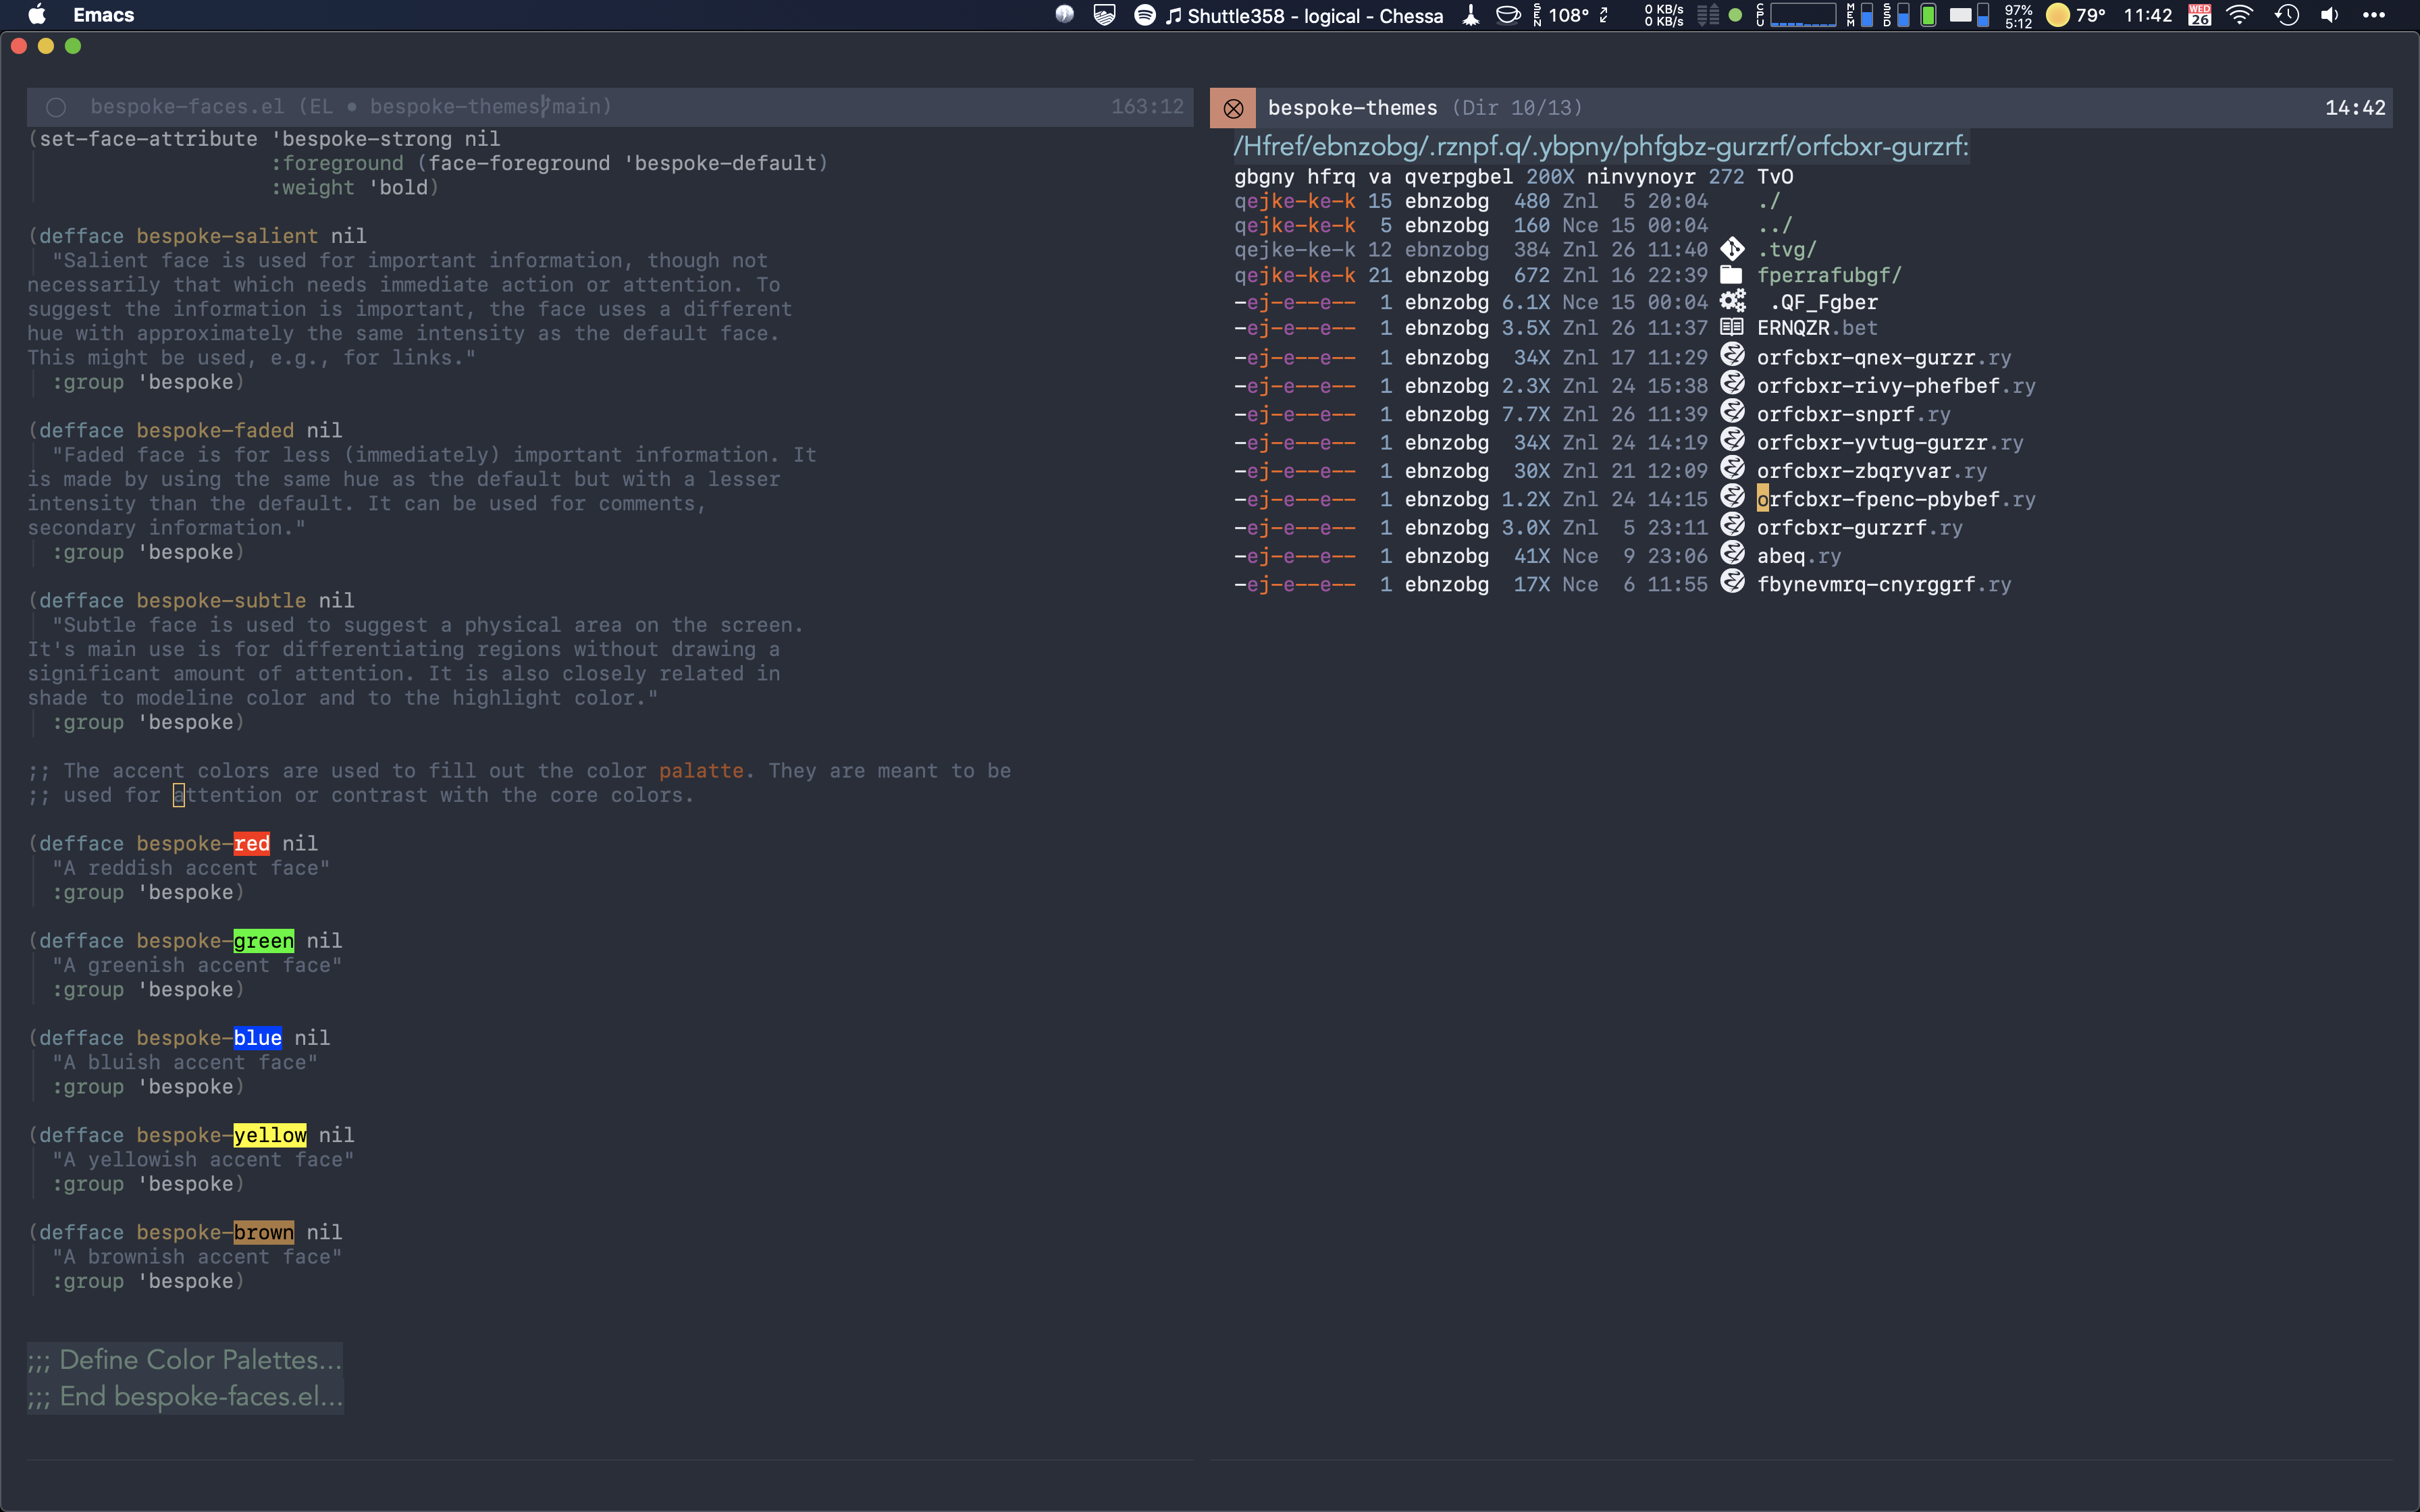 Emacs
Shuttle358 - logical - Chessa
SEN 108°
0 KB/s
0 KB/s
CPU
MEM
SSD
97%
5:12
79°
11:42
WED
26
bespoke-faces.el (EL • bespoke-themes main)
163:12
(set-face-attribute 'bespoke-strong nil
:foreground (face-foreground 'bespoke-default)
:weight 'bold)
(defface bespoke-salient nil
"Salient face is used for important information, though not
necessarily that which needs immediate action or attention. To
suggest the information is important, the face uses a different
hue with approximately the same intensity as the default face.
This might be used, e.g., for links."
:group 'bespoke)
(defface bespoke-faded nil
"Faded face is for less (immediately) important information. It
is made by using the same hue as the default but with a lesser
intensity than the default. It can be used for comments,
secondary information."
:group 'bespoke)
(defface bespoke-subtle nil
"Subtle face is used to suggest a physical area on the screen.
It's main use is for differentiating regions without drawing a
significant amount of attention. It is also closely related in
shade to modeline color and to the highlight color."
:group 'bespoke)
;; The accent colors are used to fill out the color palatte. They are meant to be
;; used for attention or contrast with the core colors.
(defface bespoke-red nil
"A reddish accent face"
:group 'bespoke)
(defface bespoke-green nil
"A greenish accent face"
:group 'bespoke)
(defface bespoke-blue nil
"A bluish accent face"
:group 'bespoke)
(defface bespoke-yellow nil
"A yellowish accent face"
:group 'bespoke)
(defface bespoke-brown nil
"A brownish accent face"
:group 'bespoke)
;;; Define Color Palettes...
;;; End bespoke-faces.el...
bespoke-themes (Dir 10/13)
14:42
/Hfref/ebnzobg/.rznpf.q/.ybpny/phfgbz-gurzrf/orfcbxr-gurzrf:
gbgny hfrq va qverpgbel 200X ninvynoyr 272 TvO
qejke-ke-k 15 ebnzobg 480 Znl 5 20:04 ./
qejke-ke-k 5 ebnzobg 160 Nce 15 00:04 ../
qejke-ke-k 12 ebnzobg 384 Znl 26 11:40 .tvg/
qejke-ke-k 21 ebnzobg 672 Znl 16 22:39 fperrafubgf/
-ej-e--e-- 1 ebnzobg 6.1X Nce 15 00:04 .QF_Fgber
-ej-e--e-- 1 ebnzobg 3.5X Znl 26 11:37 ERNQZR.bet
-ej-e--e-- 1 ebnzobg 34X Znl 17 11:29 orfcbxr-qnex-gurzr.ry
-ej-e--e-- 1 ebnzobg 2.3X Znl 24 15:38 orfcbxr-rivy-phefbef.ry
-ej-e--e-- 1 ebnzobg 7.7X Znl 26 11:39 orfcbxr-snprf.ry
-ej-e--e-- 1 ebnzobg 34X Znl 24 14:19 orfcbxr-yvtug-gurzr.ry
-ej-e--e-- 1 ebnzobg 30X Znl 21 12:09 orfcbxr-zbqryvar.ry
-ej-e--e-- 1 ebnzobg 1.2X Znl 24 14:15 orfcbxr-fpenc-pbybef.ry
-ej-e--e-- 1 ebnzobg 3.0X Znl 5 23:11 orfcbxr-gurzrf.ry
-ej-e--e-- 1 ebnzobg 41X Nce 9 23:06 abeq.ry
-ej-e--e-- 1 ebnzobg 17X Nce 6 11:55 fbynevmrq-cnyrggrf.ry